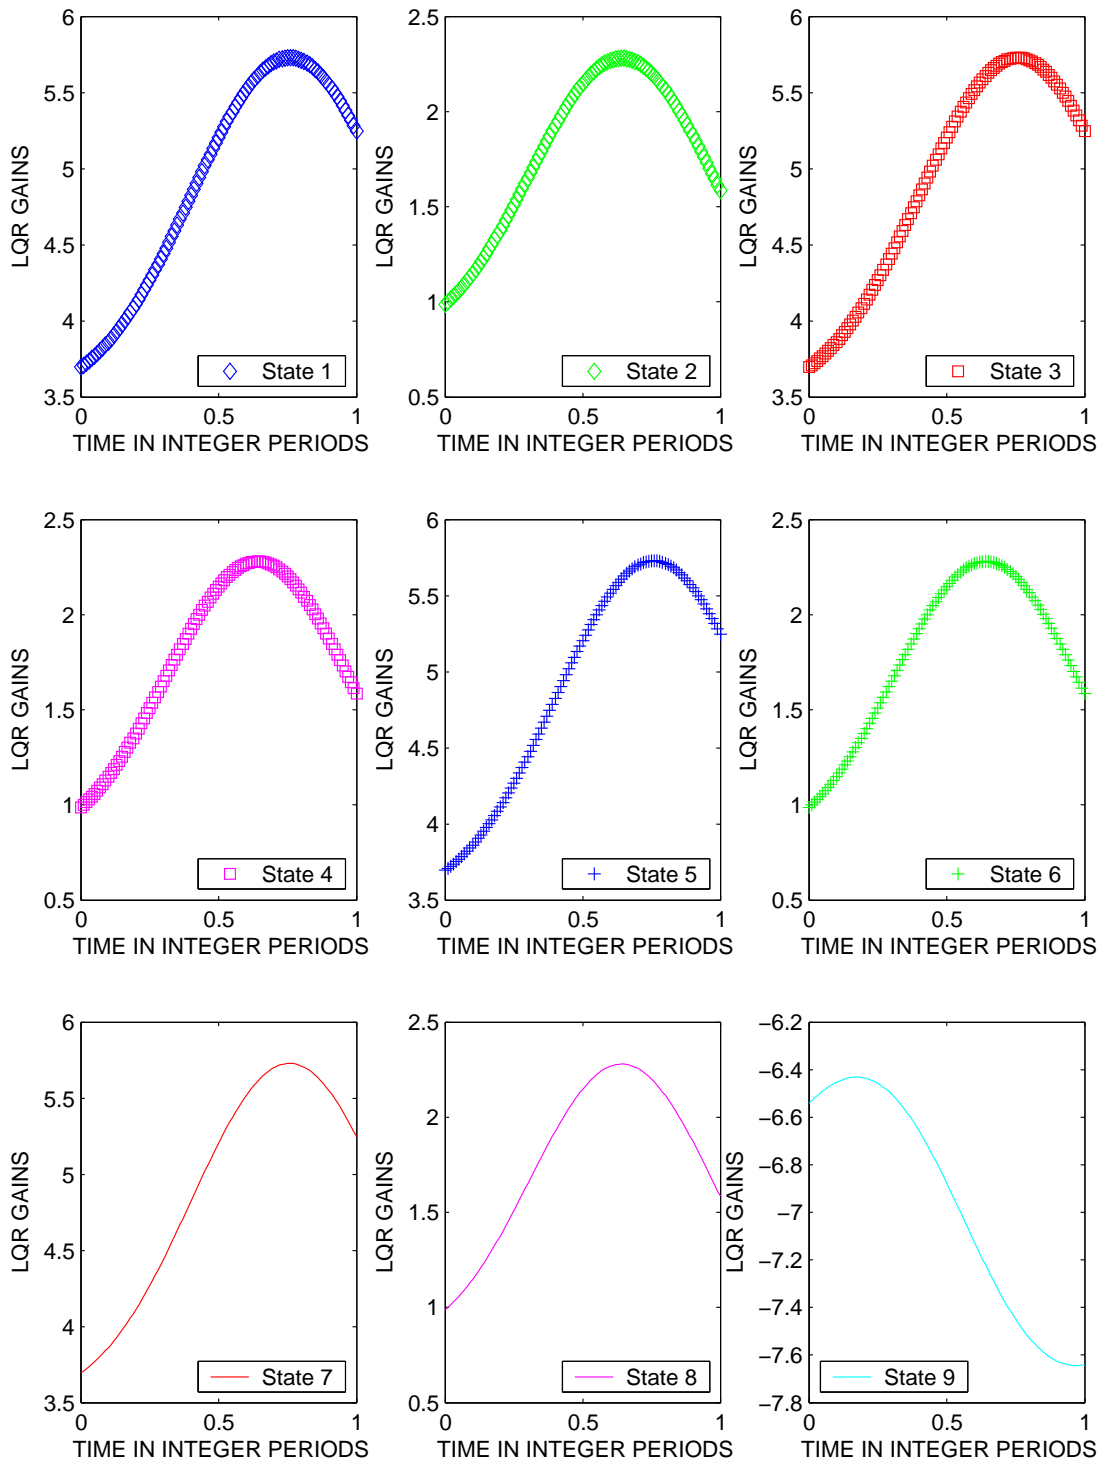 6
5.5
5
4.5
4
3.5
LQR GAINS
State 1
0 0.5 1
TIME IN INTEGER PERIODS
2.5
2
1.5
1
0.5
LQR GAINS
State 2
0 0.5 1
TIME IN INTEGER PERIODS
6
5.5
5
4.5
4
3.5
LQR GAINS
State 3
0 0.5 1
TIME IN INTEGER PERIODS
2.5
2
1.5
1
0.5
LQR GAINS
State 4
0 0.5 1
TIME IN INTEGER PERIODS
6
5.5
5
4.5
4
3.5
LQR GAINS
State 5
0 0.5 1
TIME IN INTEGER PERIODS
2.5
2
1.5
1
0.5
LQR GAINS
State 6
0 0.5 1
TIME IN INTEGER PERIODS
6
5.5
5
4.5
4
3.5
LQR GAINS
State 7
0 0.5 1
TIME IN INTEGER PERIODS
2.5
2
1.5
1
0.5
LQR GAINS
State 8
0 0.5 1
TIME IN INTEGER PERIODS
−6.2
−6.4
−6.6
−6.8
−7
−7.2
−7.4
−7.6
−7.8
LQR GAINS
State 9
0 0.5 1
TIME IN INTEGER PERIODS